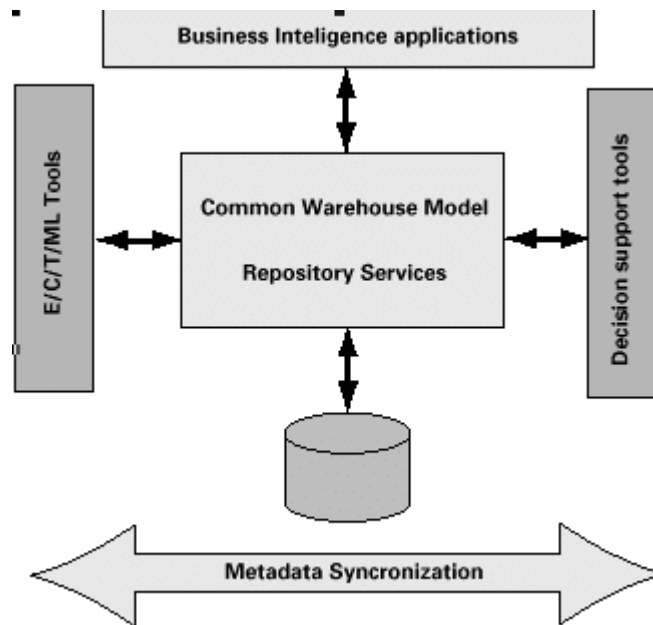 Business Inteligence applications
E/C/T/ML Tools
Common Warehouse Model
Repository Services
Decision support tools
Metadata Syncronization